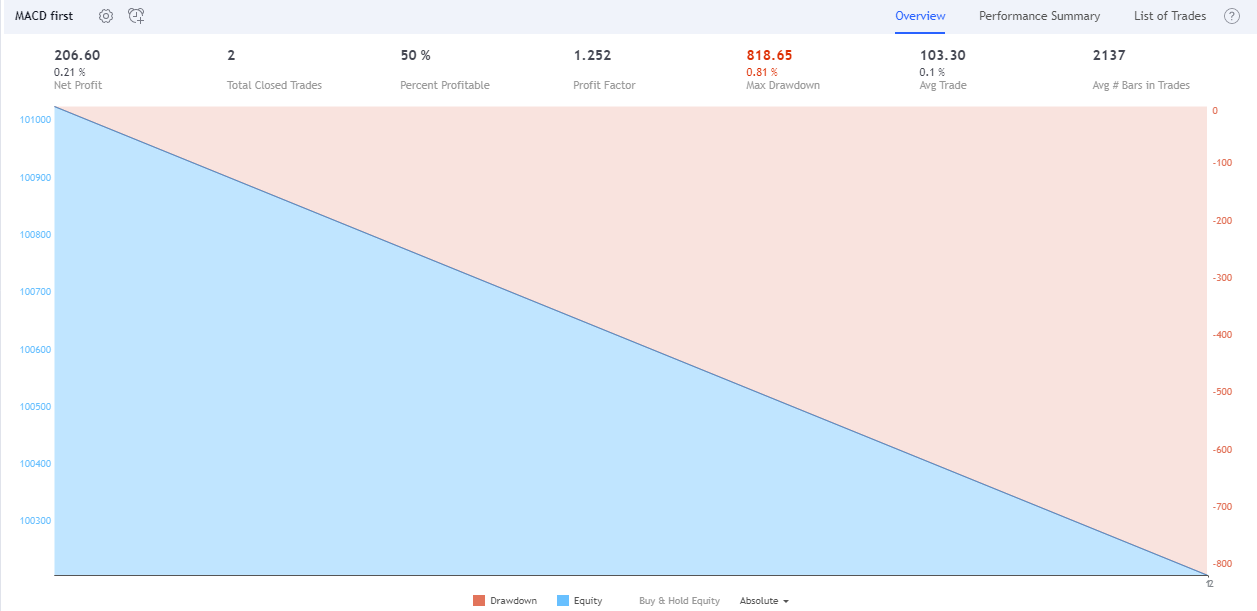 MACD first Overview Performance Summary List of Trades ?
206.60 2 50 % 1.252 818.65 103.30 2137
0.21 % 0.81 % 0.1 %
Net Profit Total Closed Trades Percent Profitable Profit Factor Max Drawdown Avg Trade Avg # Bars in Trades
101000 0
100900 -100
100800 -200
100700 -300
100600 -400
100500 -500
100400 -600
100300 -700
-800
Drawdown Equity Buy & Hold Equity Absolute